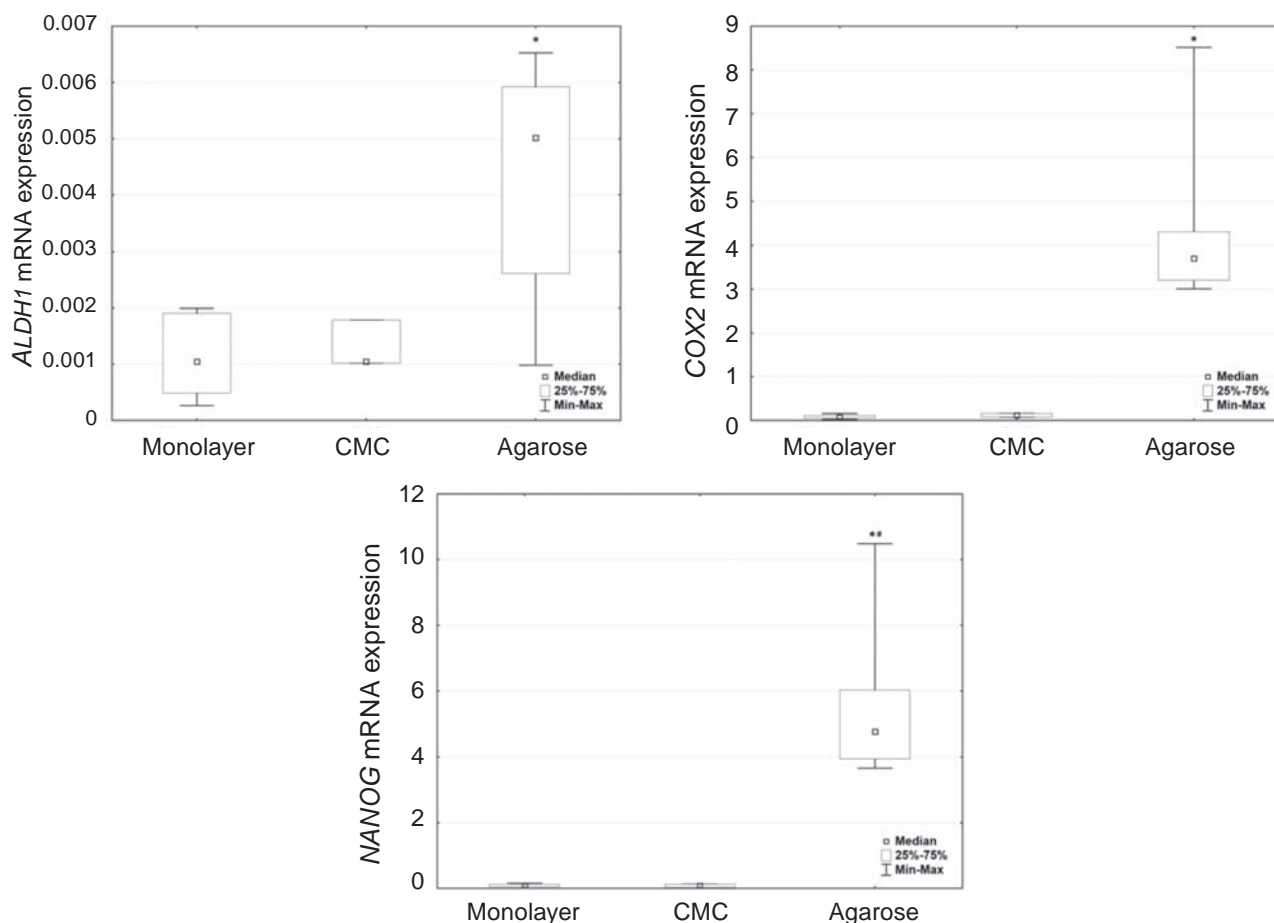 ALDH1 mRNA expression
0.007
0.006
0.005
0.004
0.003
0.002
0.001
0
*
Median
25%-75%
Min-Max
Monolayer CMC Agarose
COX2 mRNA expression
9
8
7
6
5
4
3
2
1
0
*
Median
25%-75%
Min-Max
Monolayer CMC Agarose
NANOG mRNA expression
12
10
8
6
4
2
0
*#
Median
25%-75%
Min-Max
Monolayer CMC Agarose